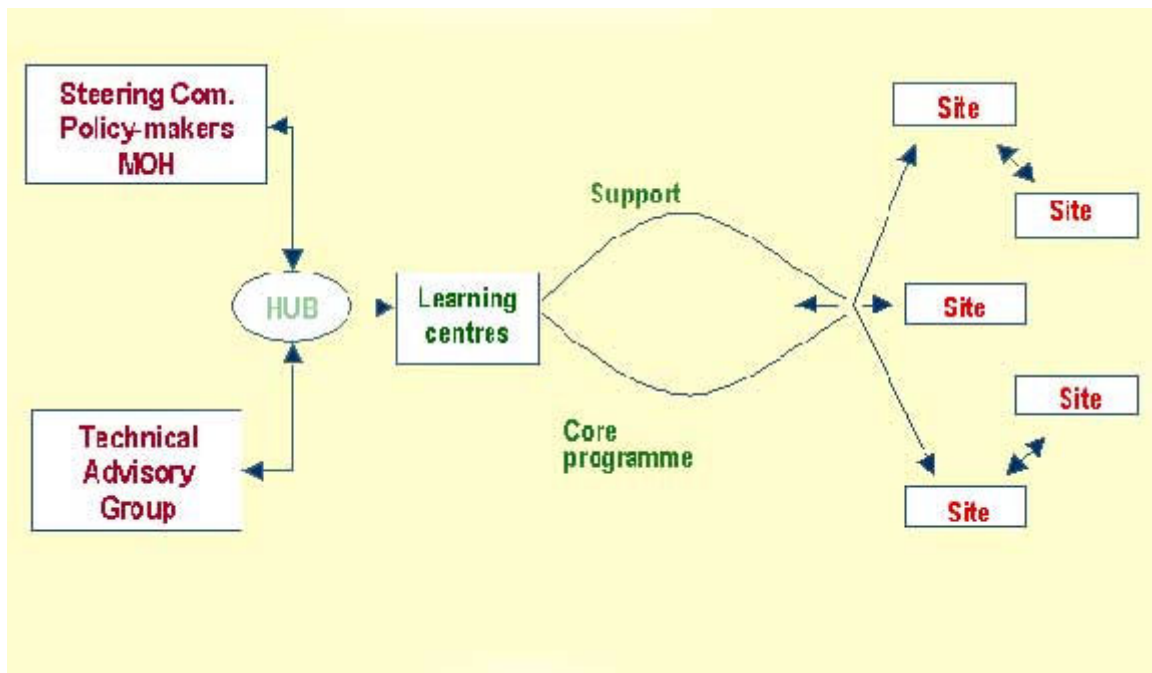 Steering Com.
Policy-makers
MOH
HUB
Technical
Advisory
Group
Learning
centres
Support
Core
programme
Site
Site
Site
Site
Site